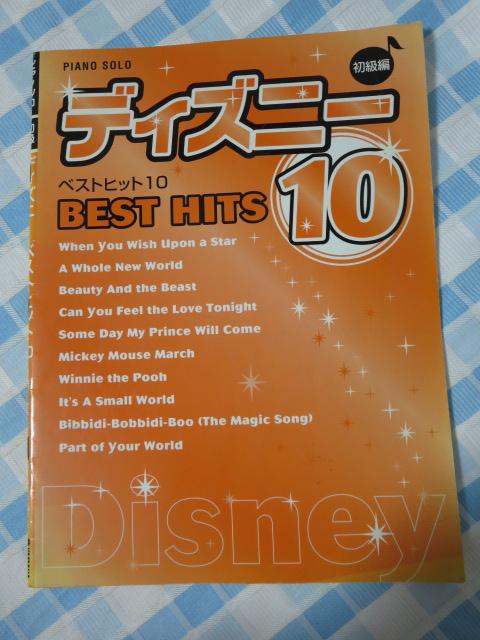 PIANO SOLO
初級編
ディズニー
ベストヒット10
BEST HITS
10
When You Wish Upon a Star
A Whole New World
Beauty And the Beast
Can You Feel the Love Tonight
Some Day My Prince Will Come
Mickey Mouse March
Winnie the Pooh
It's A Small World
Bibbidi-Bobbidi-Boo (The Magic Song)
Part of Your World
Disney